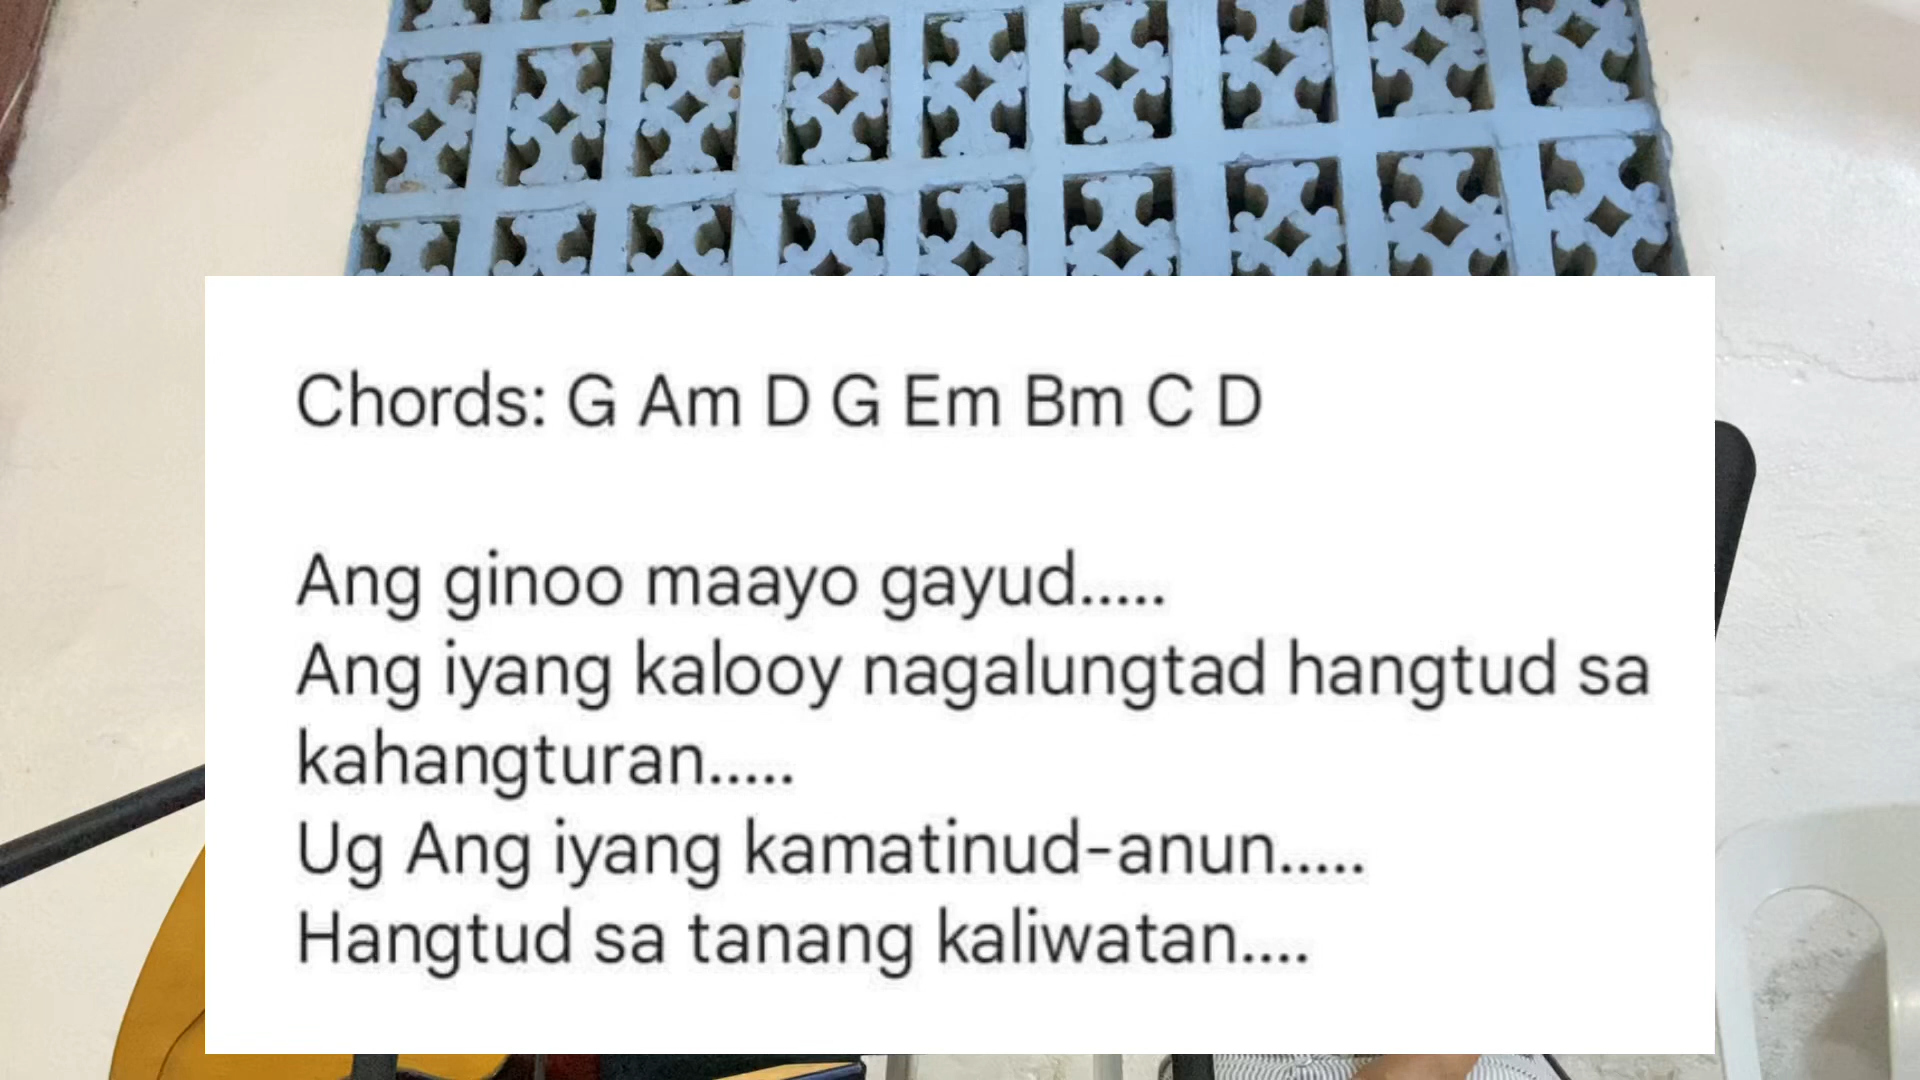 Chords: G Am D G Em Bm C D
Ang ginoo maayo gayud.....
Ang iyang kalooy nagalungtad hangtud sa
kahangturan.....
Ug Ang iyang kamatinud-anun.....
Hangtud sa tanang kaliwatan....